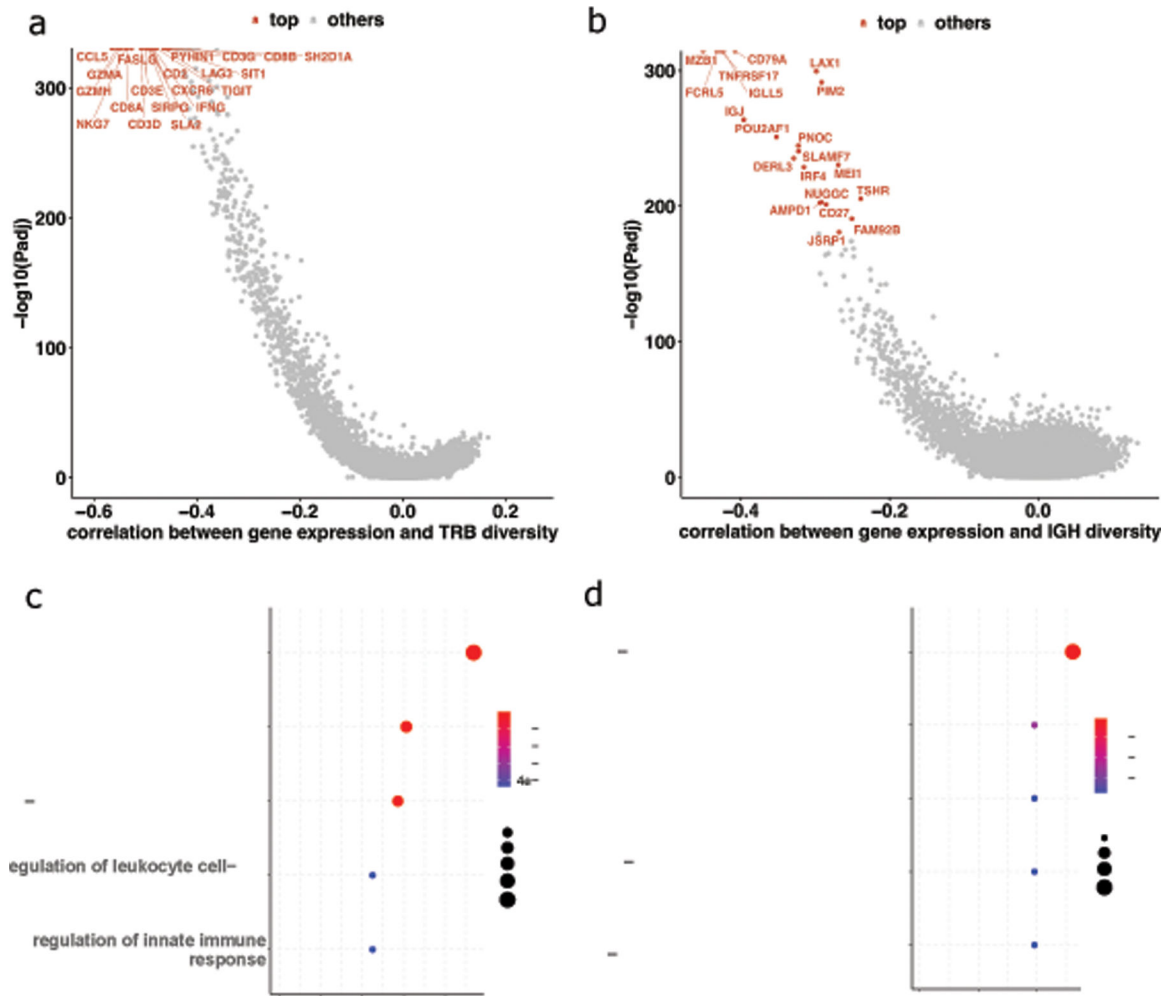 a
top others
CCL5 FASLG PYHIN1 CD3G CD8B SH2D1A
GZMA CD2 LAG3 SIT1
GZMH CD3E CXCR6 TIGIT
CD8A SIRPG IFNG
NKG7 CD3D SLA2
300
200
100
0
−log10(Padj)
−0.6 −0.4 −0.2 0.0 0.2
correlation between gene expression and TRB diversity
b
top others
MZB1 CD79A LAX1
TNFRSF17
FCRL5 IGLL5 PIM2
IGJ
POU2AF1 PNOC
DERL3 SLAMF7
IRF4 MEI1
NUGGC TSHR
AMPD1 CD27
FAM92B
JSRP1
300
200
100
0
−log10(Padj)
−0.4 −0.2 0.0
correlation between gene expression and IGH diversity
c
4e−
egulation of leukocyte cell−
regulation of innate immune
response
d